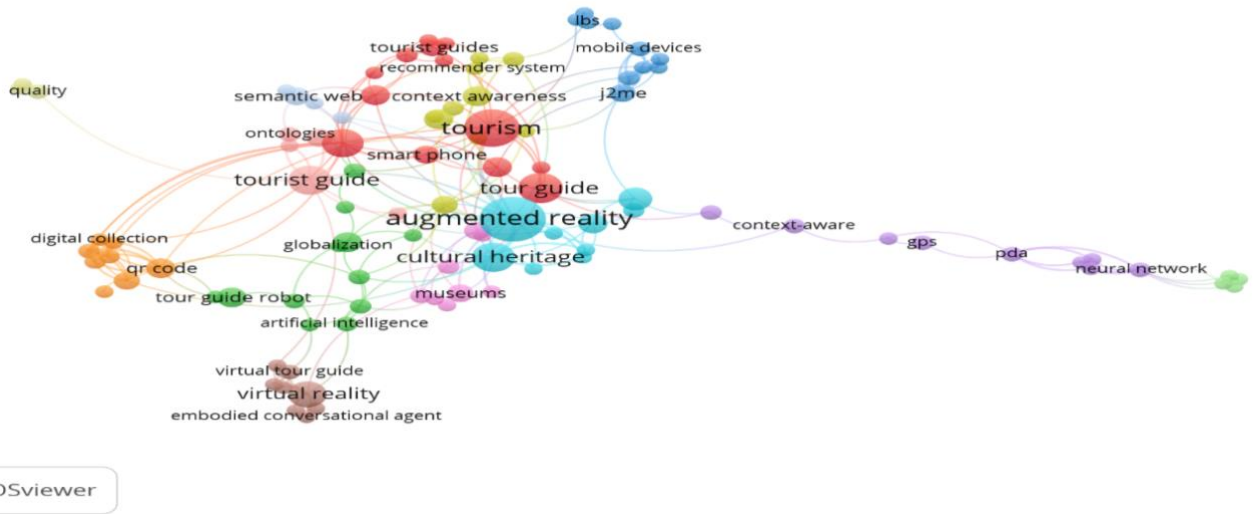 lbs
tourist guides
mobile devices
recommender system
quality
semantic web
context awareness
j2me
tourism
ontologies
smart phone
tourist guide
tour guide
augmented reality
context-aware
digital collection
globalization
gps
cultural heritage
pda
qr code
neural network
museums
tour guide robot
artificial intelligence
virtual tour guide
virtual reality
embodied conversational agent
OSviewer